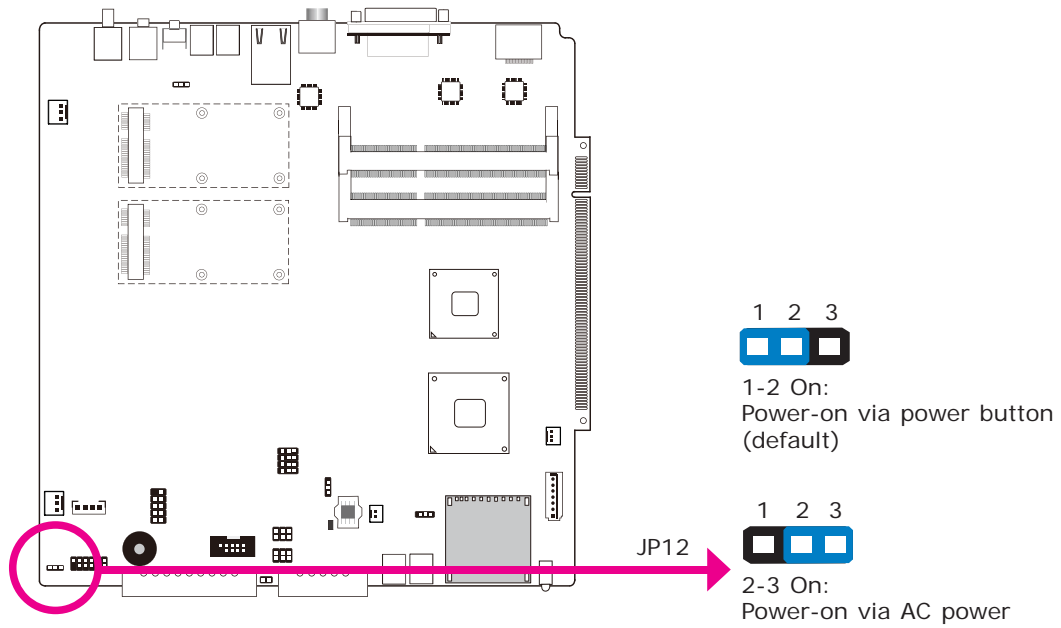 1 2 3
1-2 On:
Power-on via power button
(default)
JP12
1 2 3
2-3 On:
Power-on via AC power